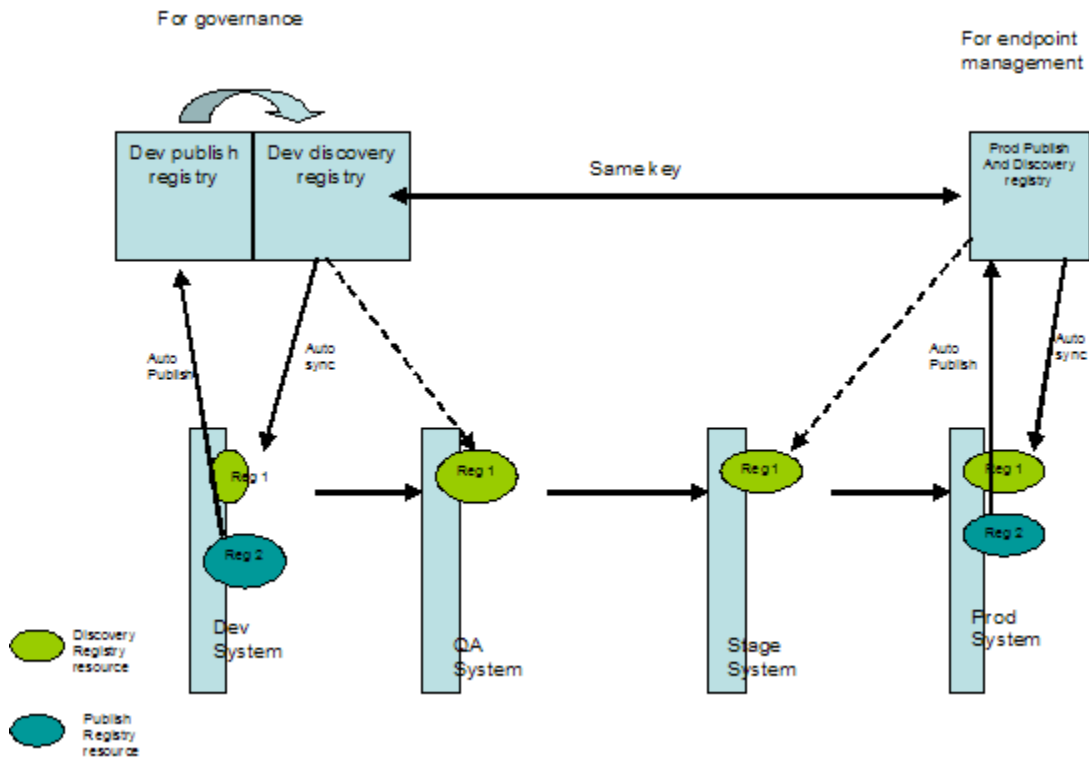 For governance
For endpoint
management
Dev publish
registry
Dev discovery
registry
Same key
Prod Publish
And Discovery
registry
Auto
Publish
Auto
sync
Auto
Publish
Auto
sync
Reg 1
Reg 1
Reg 1
Reg 1
Reg 2
Reg 2
Dev
System
QA
System
Stage
System
Prod
System
Discovery
Registry
resource
Publish
Registry
resource